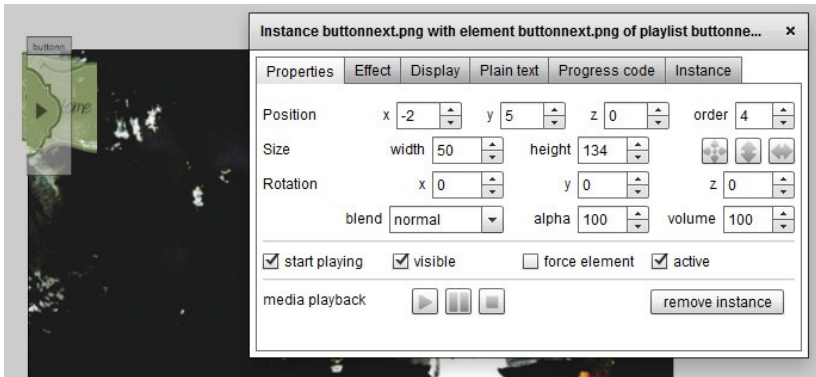 Instance buttonnext.png with element buttonnext.png of playlist buttonne... ×
buttonn
Properties Effect Display Plain text Progress code Instance
Position x -2 y 5 z 0 order 4
Size width 50 height 134
Rotation x 0 y 0 z 0
blend normal alpha 100 volume 100
start playing visible force element active
media playback remove instance